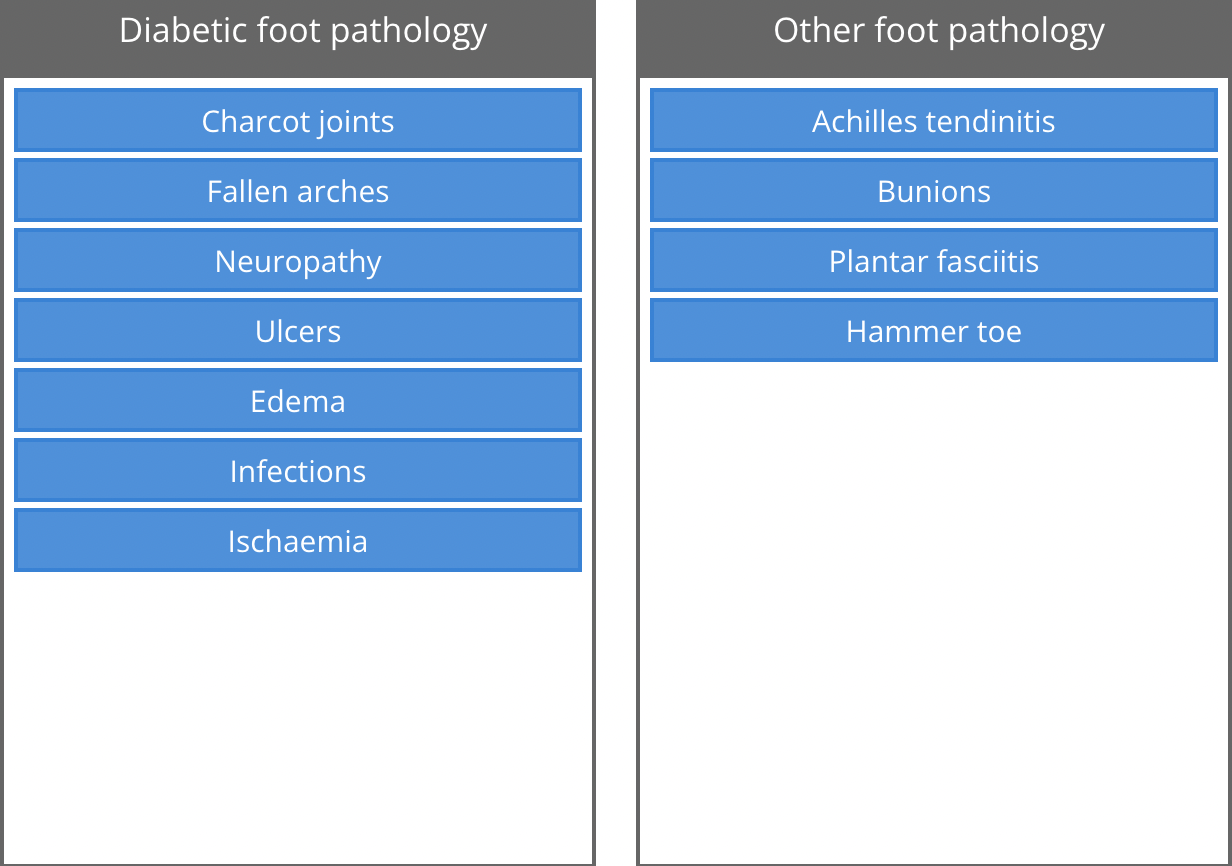 Diabetic foot pathology
Charcot joints
Fallen arches
Neuropathy
Ulcers
Edema
Infections
Ischaemia
Other foot pathology
Achilles tendinitis
Bunions
Plantar fasciitis
Hammer toe